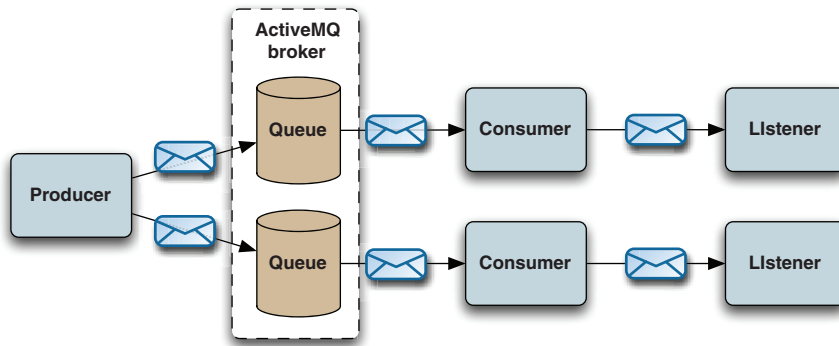 ActiveMQ
broker
Queue
Consumer
LIstener
Producer
Queue
Consumer
LIstener